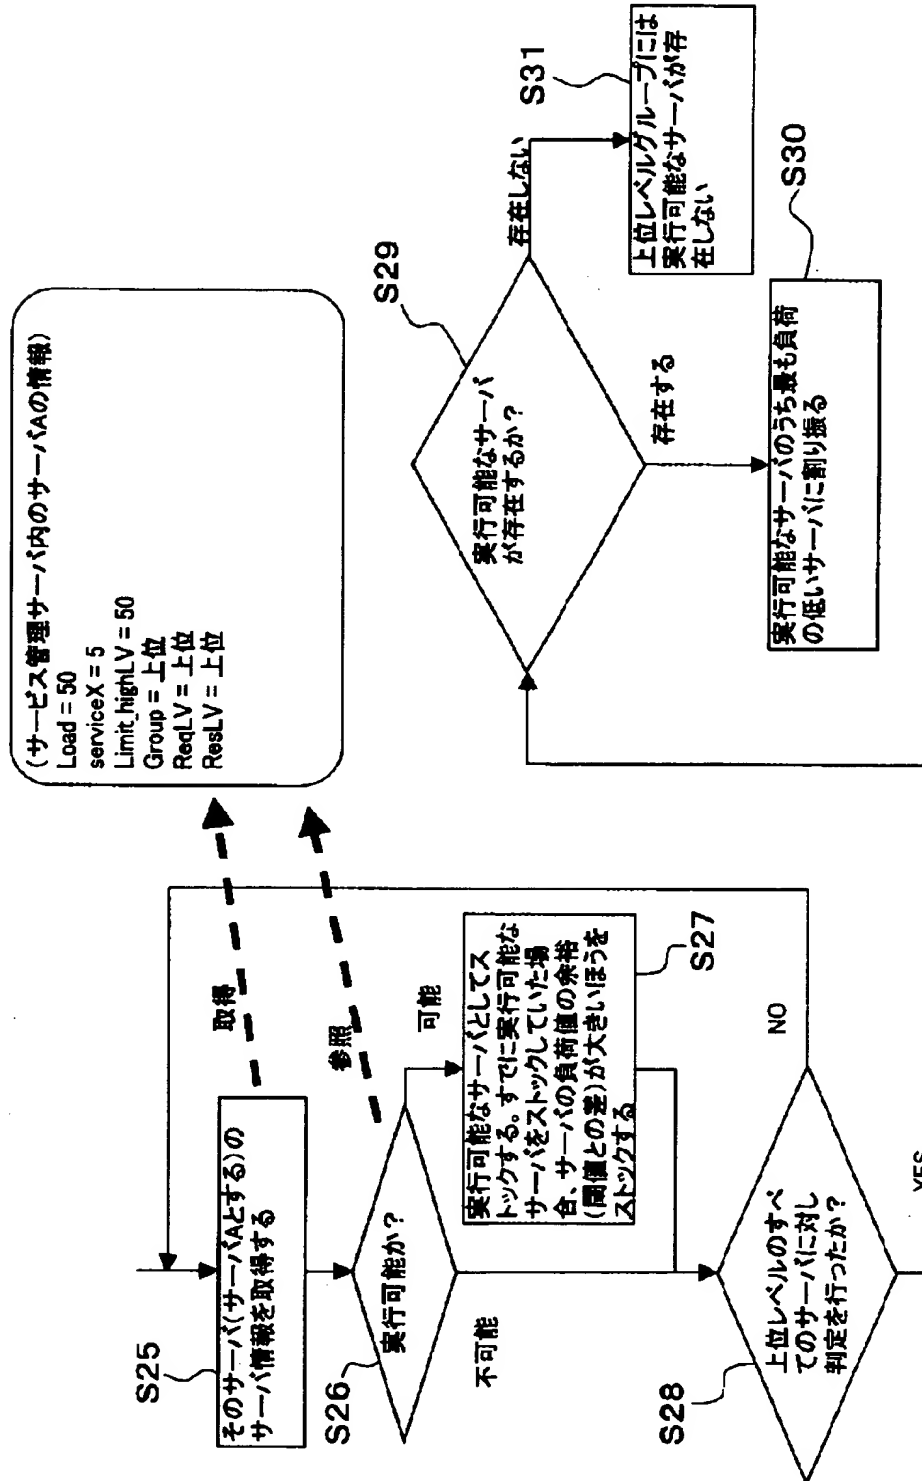 S25
そのサーバ(サーバAとする)の
サーバ情報を取得する
取得
(サービス管理サーバ内のサーバAの情報)
Load = 50
serviceX = 5
Limit_highLV = 50
Group = 上位
ReqLV = 上位
ResLV = 上位
S26
実行可能か？
参照
可能
不可能
実行可能なサーバとしてス
トックする。すでに実行可能な
サーバをストックしていた場
合、サーバの負荷値の余裕
(閾値との差)が大きいほうを
ストックする
S27
S28
上位レベルのすべ
てのサーバに対し
判定を行ったか？
NO
YES
S29
実行可能なサーバ
が存在するか？
存在しない
存在する
S31
上位レベルグループには
実行可能なサーバが存
在しない
S30
実行可能なサーバのうち最も負荷
の低いサーバに割り振る